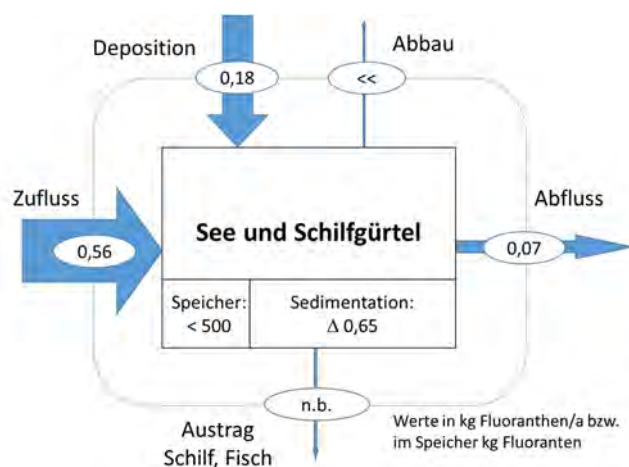 Deposition
Abbau
0,18
<<
Zufluss
Abfluss
0,56
See und Schilfgürtel
0,07
Speicher:
< 500
Sedimentation:
Δ 0,65
n.b.
Austrag
Schilf, Fisch
Werte in kg Fluoranthen/a bzw.
im Speicher kg Fluoranten